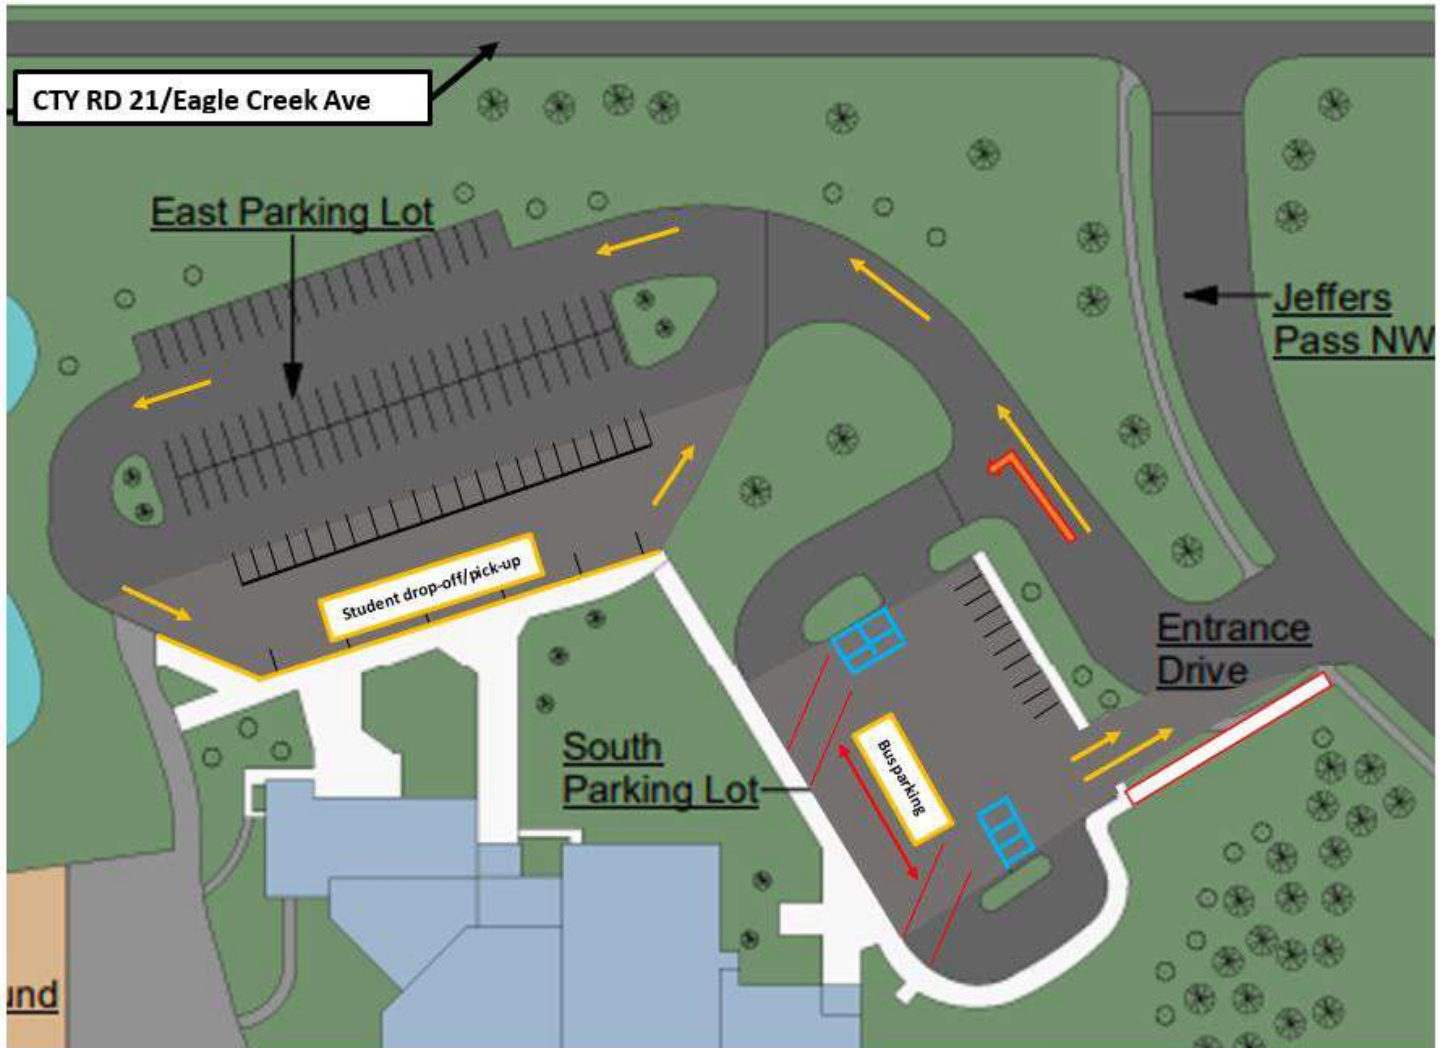 CTY RD 21/Eagle Creek Ave
East Parking Lot
Jeffers
Pass NW
Student drop-off/pick-up
Entrance
Drive
South
Parking Lot
Bus parking
und